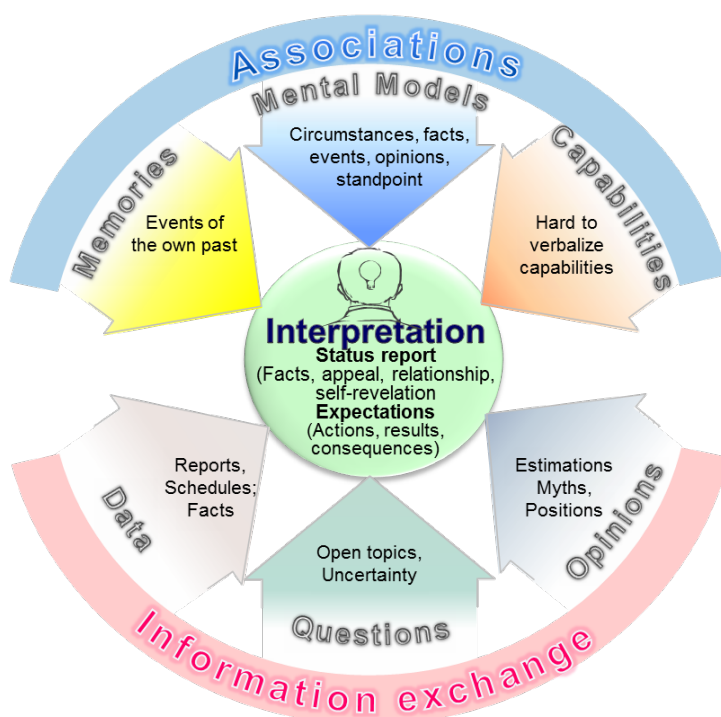 Associations
Mental Models
Circumstances, facts,
events, opinions,
standpoint
Memories
Events of
the own past
Capabilities
Hard to
verbalize
capabilities
Interpretation
Status report
(Facts, appeal, relationship,
self-revelation
Expectations
(Actions, results,
consequences)
Data
Reports,
Schedules;
Facts
Questions
Open topics,
Uncertainty
Opinions
Estimations
Myths,
Positions
Information exchange